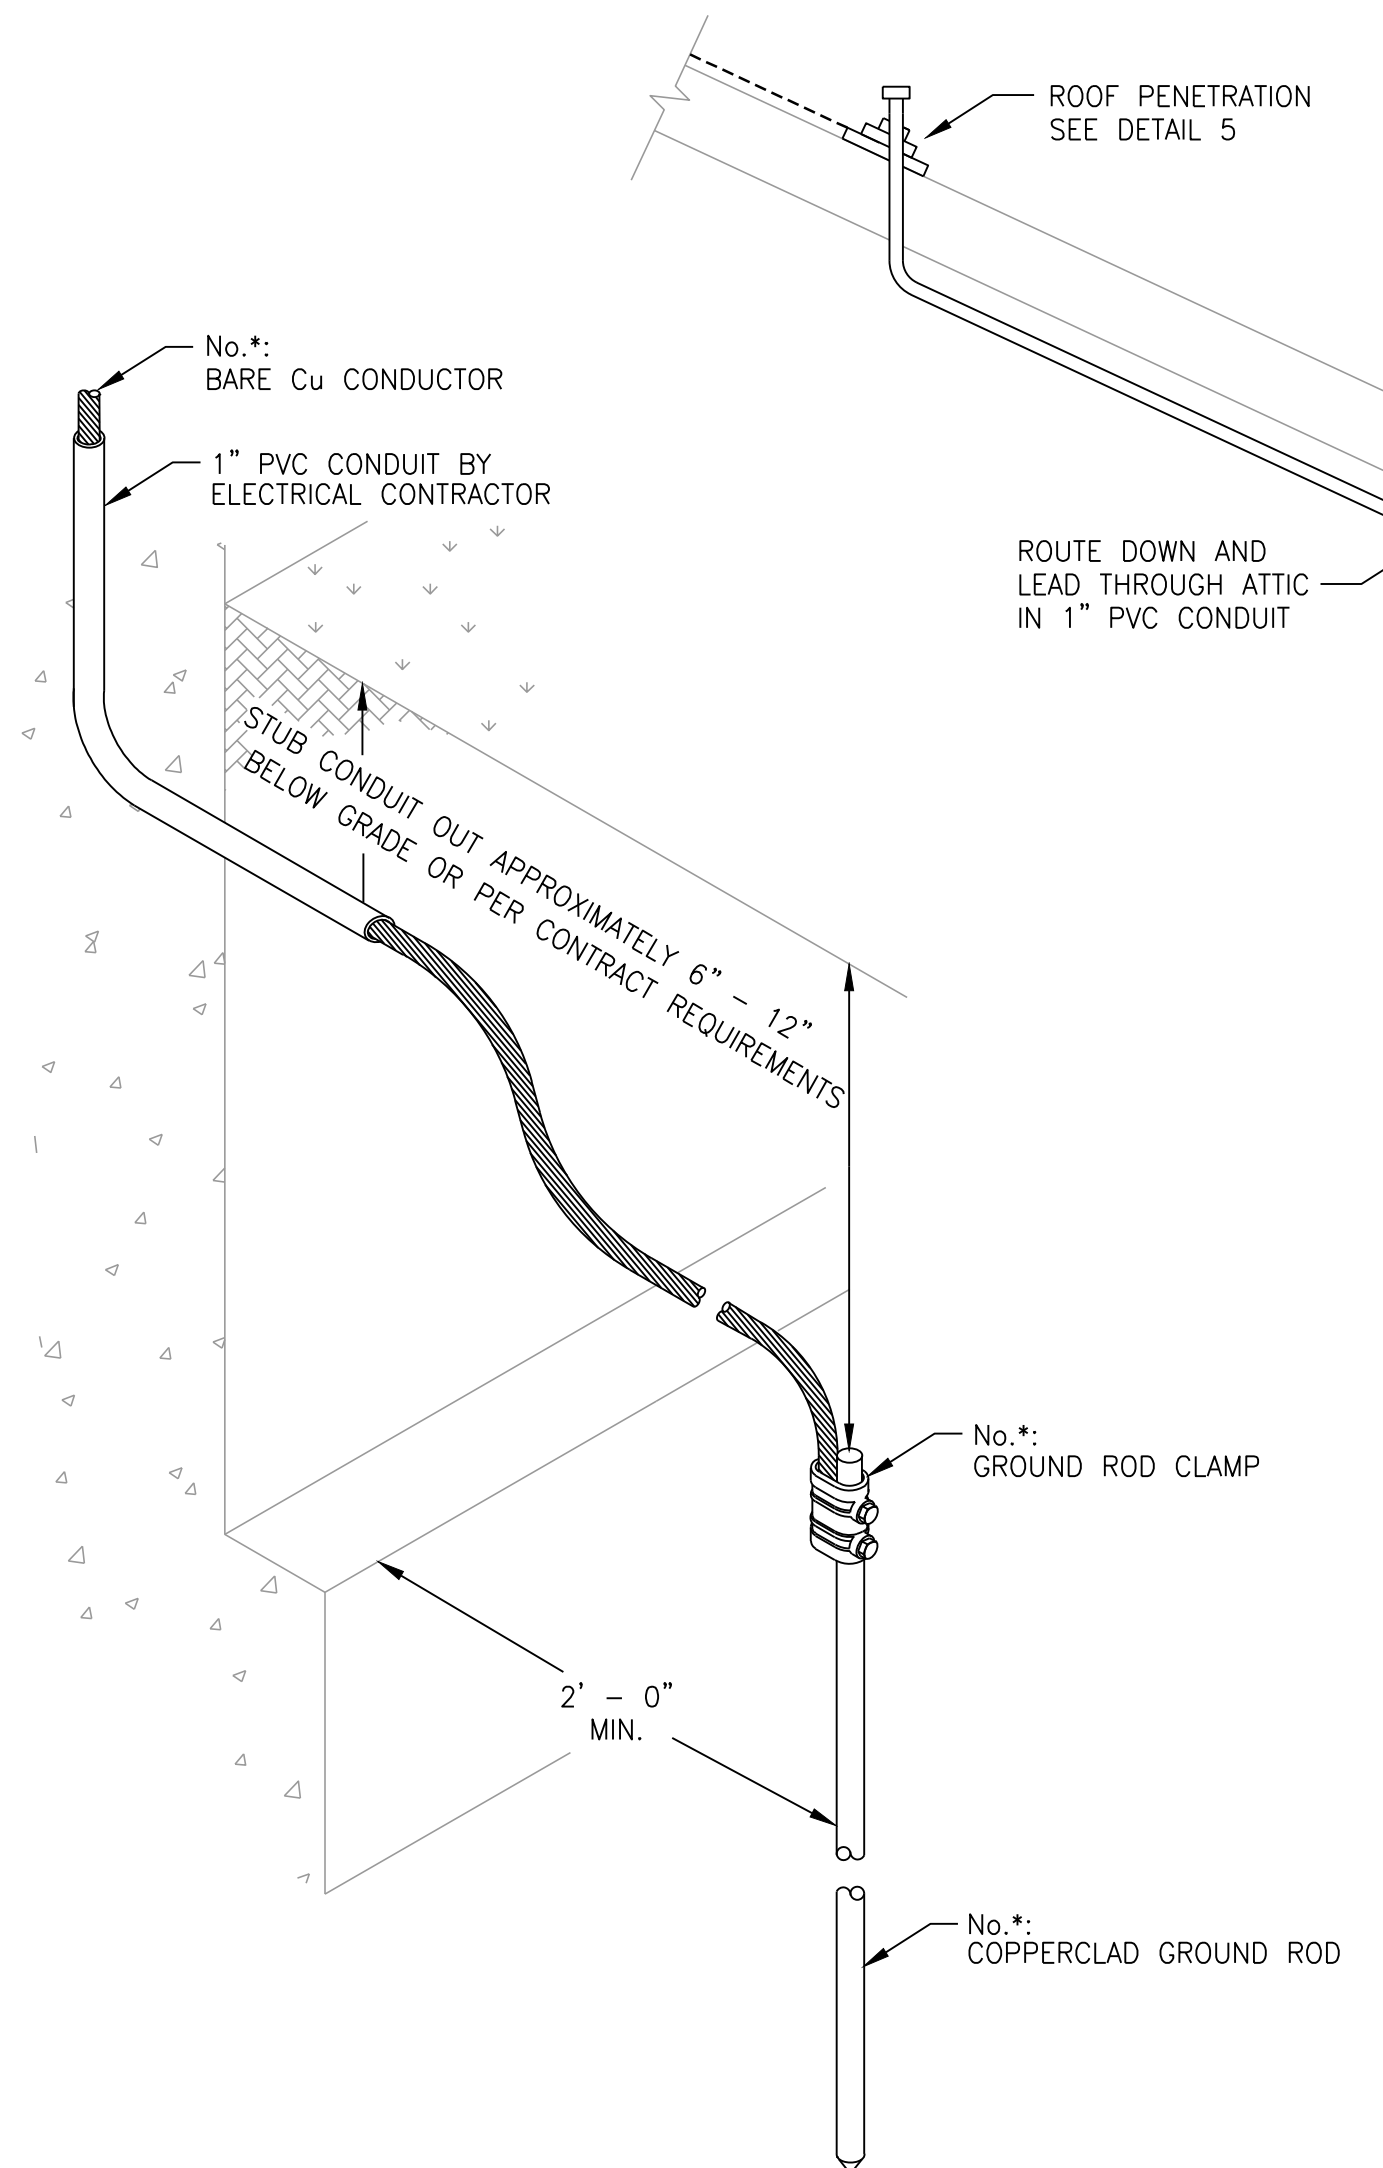 ROOF PENETRATION
SEE DETAIL 5
No.*:
BARE Cu CONDUCTOR
1" PVC CONDUIT BY
ELECTRICAL CONTRACTOR
ROUTE DOWN AND
LEAD THROUGH ATTIC
IN 1" PVC CONDUIT
STUB CONDUIT OUT APPROXIMATELY 6" - 12"
BELOW GRADE OR PER CONTRACT REQUIREMENTS
No.*:
GROUND ROD CLAMP
2' - 0"
MIN.
No.*:
COPPERCLAD GROUND ROD